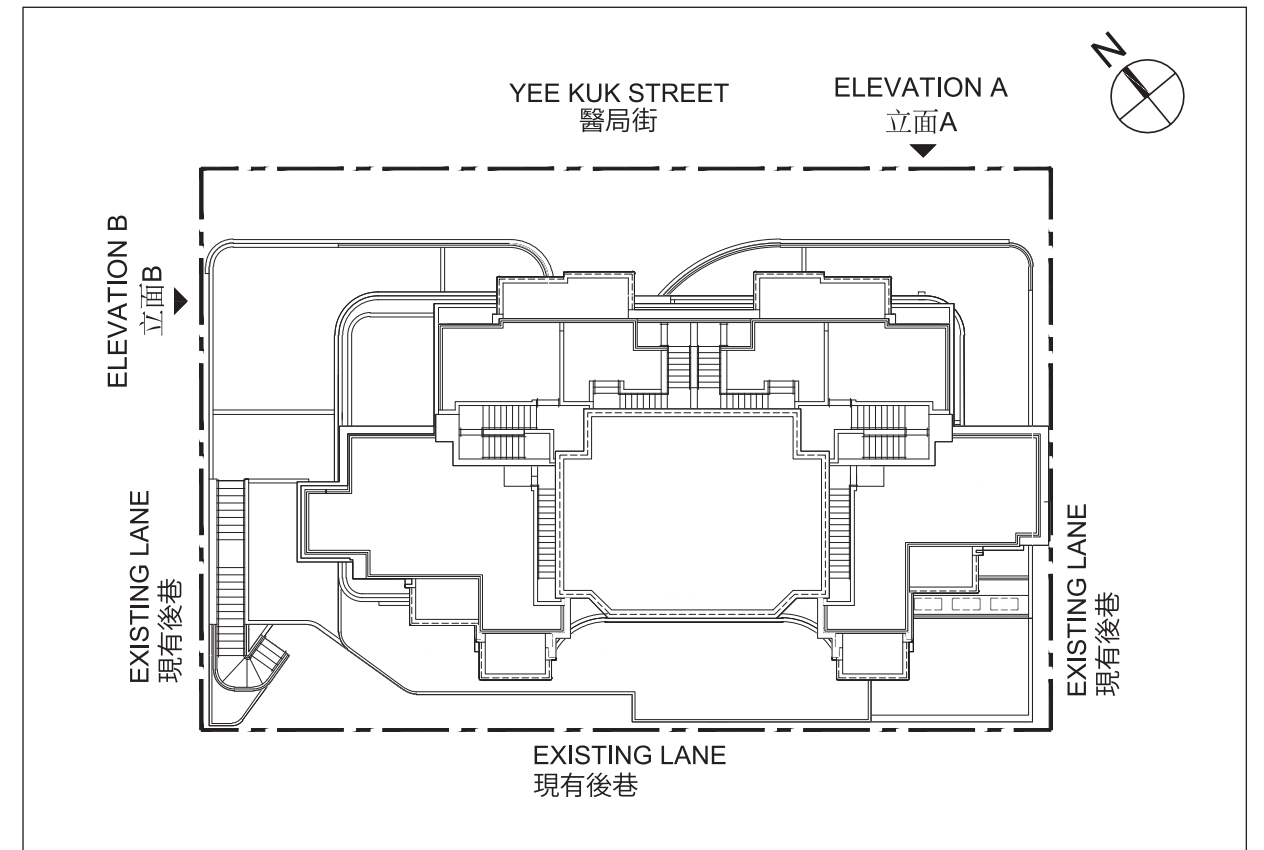 N
YEE KUK STREET
醫局街
ELEVATION A
立面A
ELEVATION B
立面B
EXISTING LANE
現有後巷
EXISTING LANE
現有後巷
EXISTING LANE
現有後巷